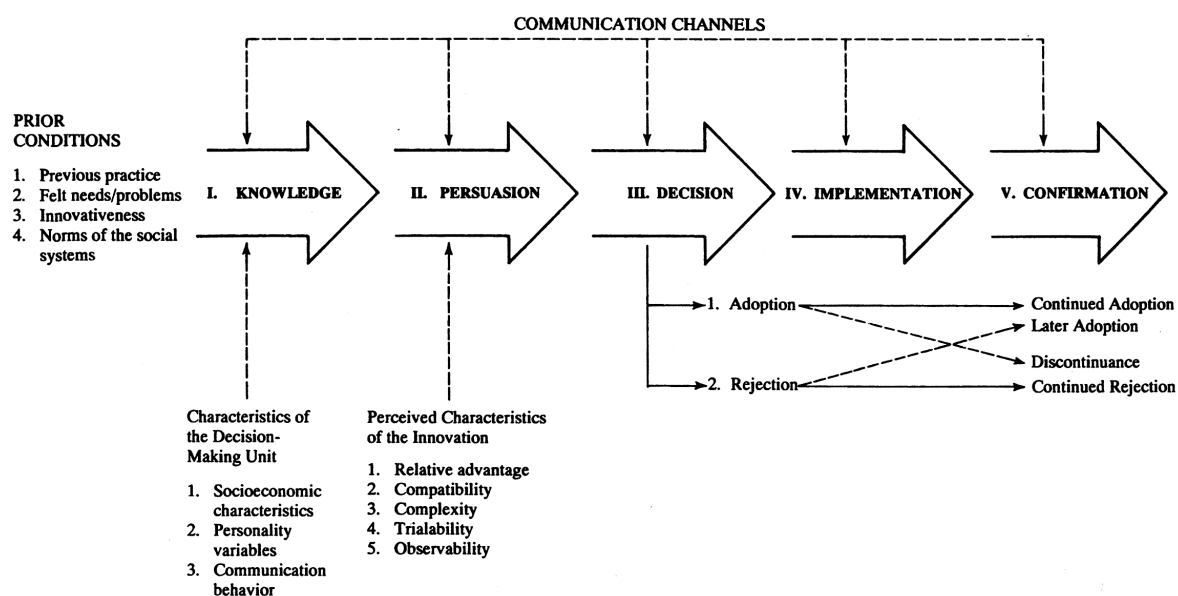 COMMUNICATION CHANNELS
PRIOR
CONDITIONS
1. Previous practice
2. Felt needs/problems
3. Innovativeness
4. Norms of the social
systems
I. KNOWLEDGE
II. PERSUASION
III. DECISION
IV. IMPLEMENTATION
V. CONFIRMATION
1. Adoption
2. Rejection
Continued Adoption
Later Adoption
Discontinuance
Continued Rejection
Characteristics of
the Decision-
Making Unit
1. Socioeconomic
characteristics
2. Personality
variables
3. Communication
behavior
Perceived Characteristics
of the Innovation
1. Relative advantage
2. Compatibility
3. Complexity
4. Trialability
5. Observability